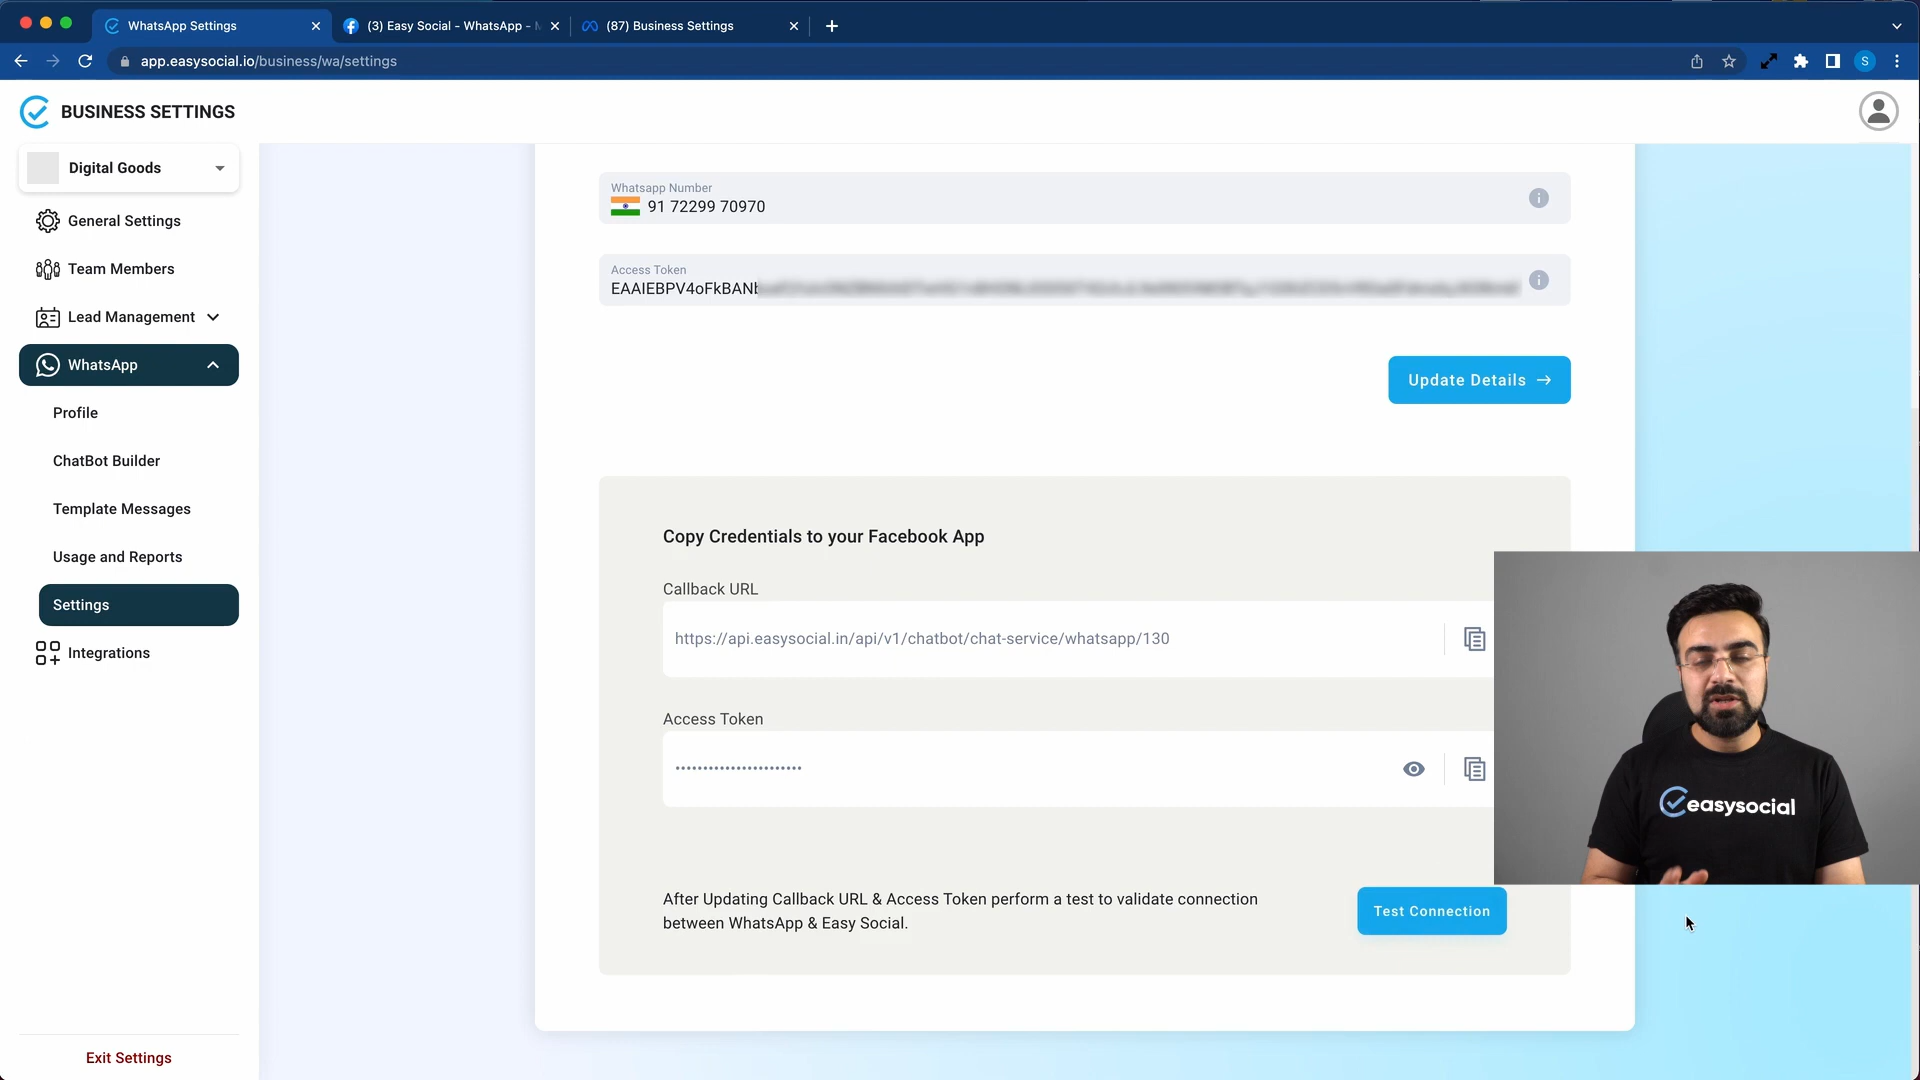 WhatsApp Settings
(3) Easy Social - WhatsApp -
(87) Business Settings
app.easysocial.io/business/wa/settings
S
BUSINESS SETTINGS
Digital Goods
General Settings
Team Members
Lead Management
WhatsApp
Profile
ChatBot Builder
Template Messages
Usage and Reports
Settings
Integrations
Exit Settings
Whatsapp Number
91 72299 70970
Access Token
EAAIEBPV4oFkBAN
Update Details
Copy Credentials to your Facebook App
Callback URL
https://api.easysocial.in/api/v1/chatbot/chat-service/whatsapp/130
Access Token
After Updating Callback URL & Access Token perform a test to validate connection
between WhatsApp & Easy Social.
Test Connection
easysocial